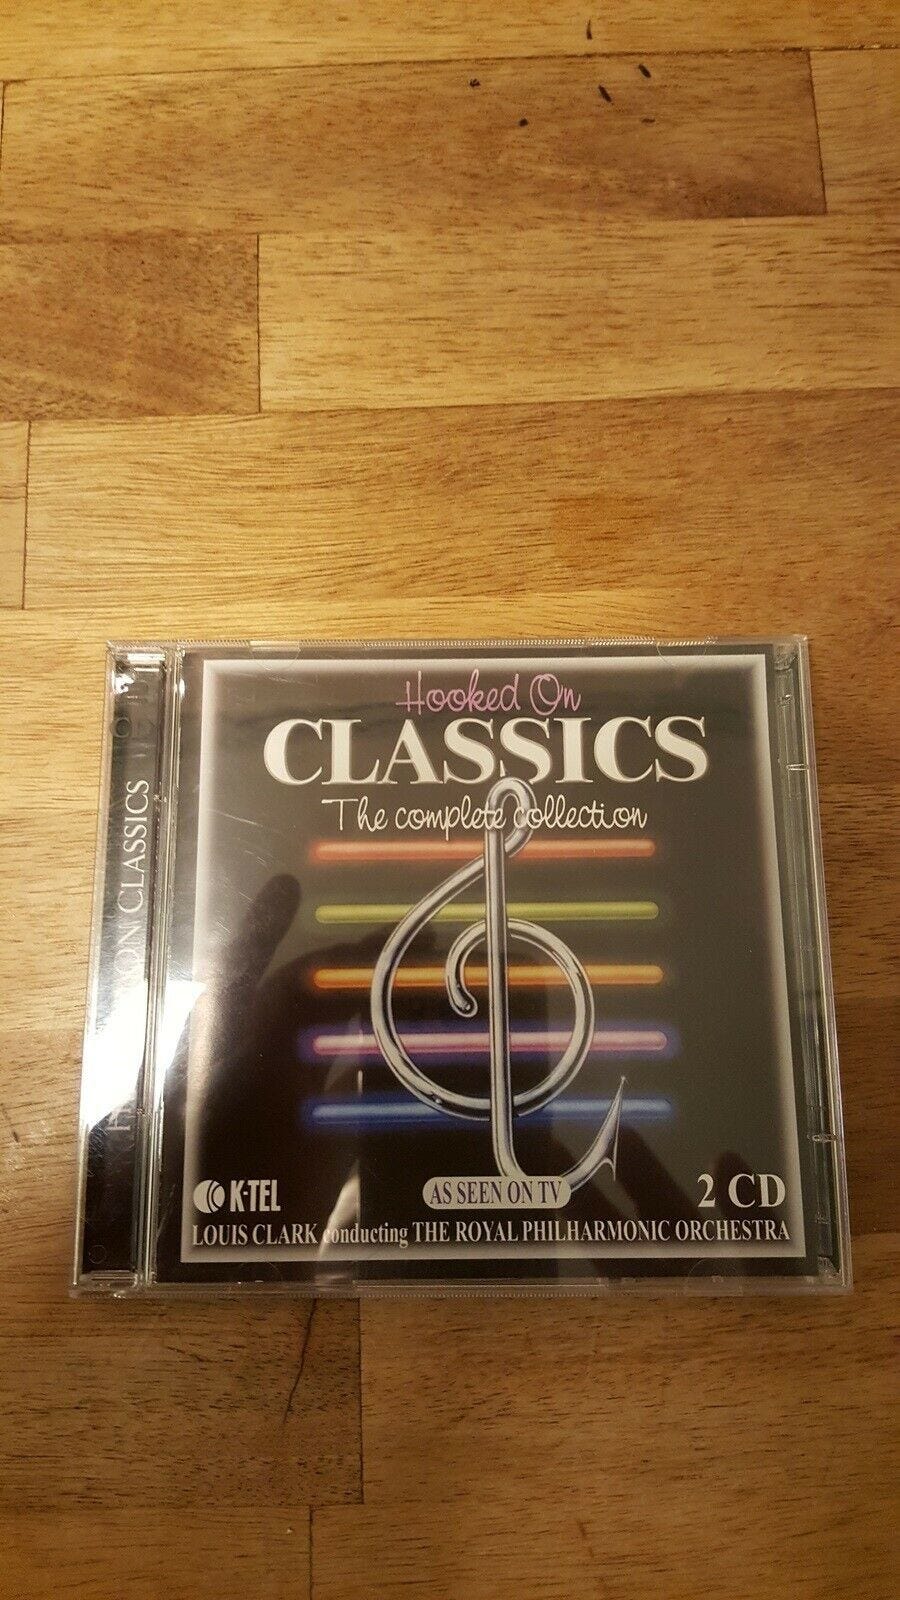 Hooked On
CLASSICS
The complete collection
K-TEL
AS SEEN ON TV
2 CD
LOUIS CLARK conducting THE ROYAL PHILHARMONIC ORCHESTRA
ON CLASSICS